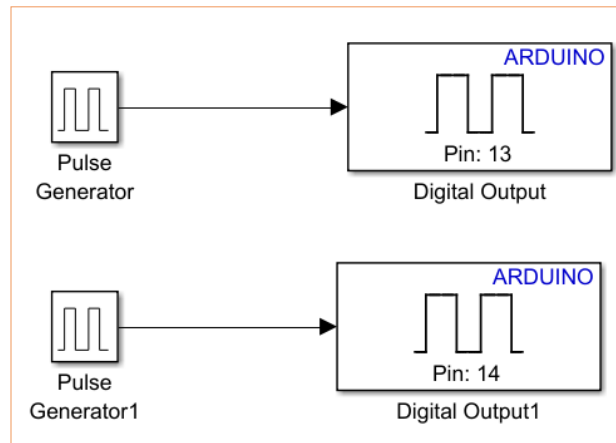 ARDUINO
Pin: 13
Pulse
Generator
Digital Output
ARDUINO
Pin: 14
Pulse
Generator1
Digital Output1